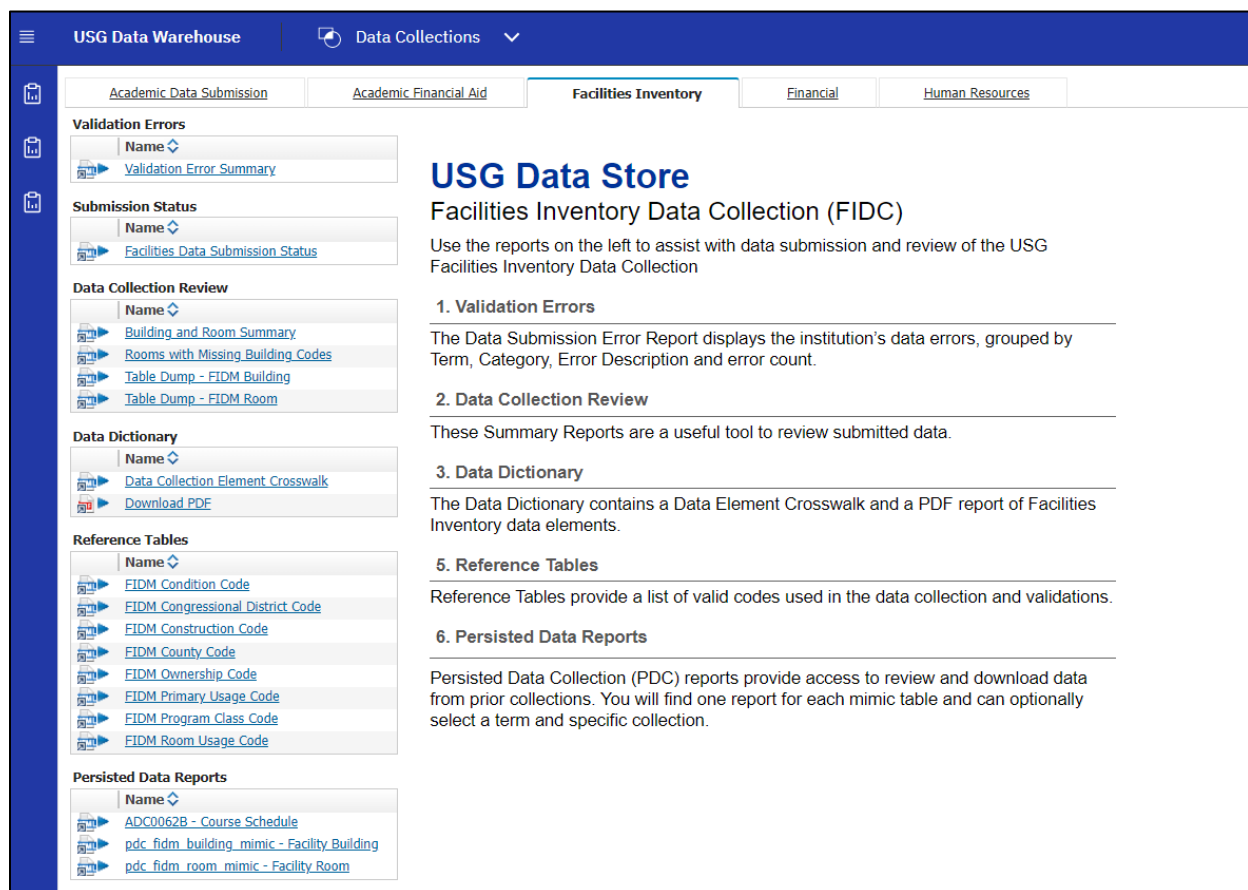 USG Data Warehouse
Data Collections
Academic Data Submission
Academic Financial Aid
Facilities Inventory
Financial
Human Resources
Validation Errors
Name
Validation Error Summary
Submission Status
Name
Facilities Data Submission Status
Data Collection Review
Name
Building and Room Summary
Rooms with Missing Building Codes
Table Dump - FIDM Building
Table Dump - FIDM Room
Data Dictionary
Name
Data Collection Element Crosswalk
Download PDF
Reference Tables
Name
FIDM Condition Code
FIDM Congressional District Code
FIDM Construction Code
FIDM County Code
FIDM Ownership Code
FIDM Primary Usage Code
FIDM Program Class Code
FIDM Room Usage Code
Persisted Data Reports
Name
ADC0062B - Course Schedule
pdc_fidm_building_mimic - Facility Building
pdc_fidm_room_mimic - Facility Room
USG Data Store
Facilities Inventory Data Collection (FIDC)
Use the reports on the left to assist with data submission and review of the USG
Facilities Inventory Data Collection
1. Validation Errors
The Data Submission Error Report displays the institution's data errors, grouped by
Term, Category, Error Description and error count.
2. Data Collection Review
These Summary Reports are a useful tool to review submitted data.
3. Data Dictionary
The Data Dictionary contains a Data Element Crosswalk and a PDF report of Facilities
Inventory data elements.
5. Reference Tables
Reference Tables provide a list of valid codes used in the data collection and validations.
6. Persisted Data Reports
Persisted Data Collection (PDC) reports provide access to review and download data
from prior collections. You will find one report for each mimic table and can optionally
select a term and specific collection.